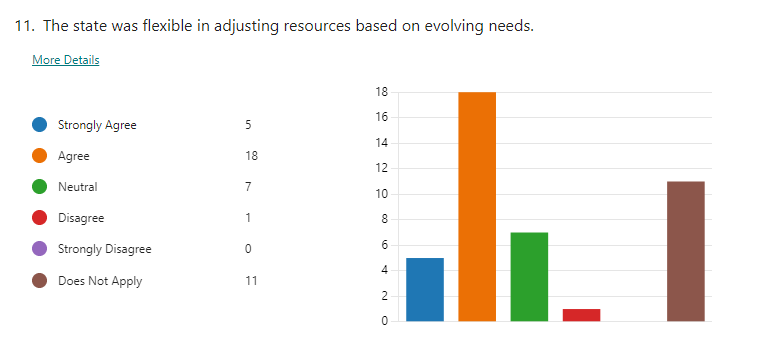 11. The state was flexible in adjusting resources based on evolving needs.
More Details
Strongly Agree 5
Agree 18
Neutral 7
Disagree 1
Strongly Disagree 0
Does Not Apply 11
18
16
14
12
10
8
6
4
2
0